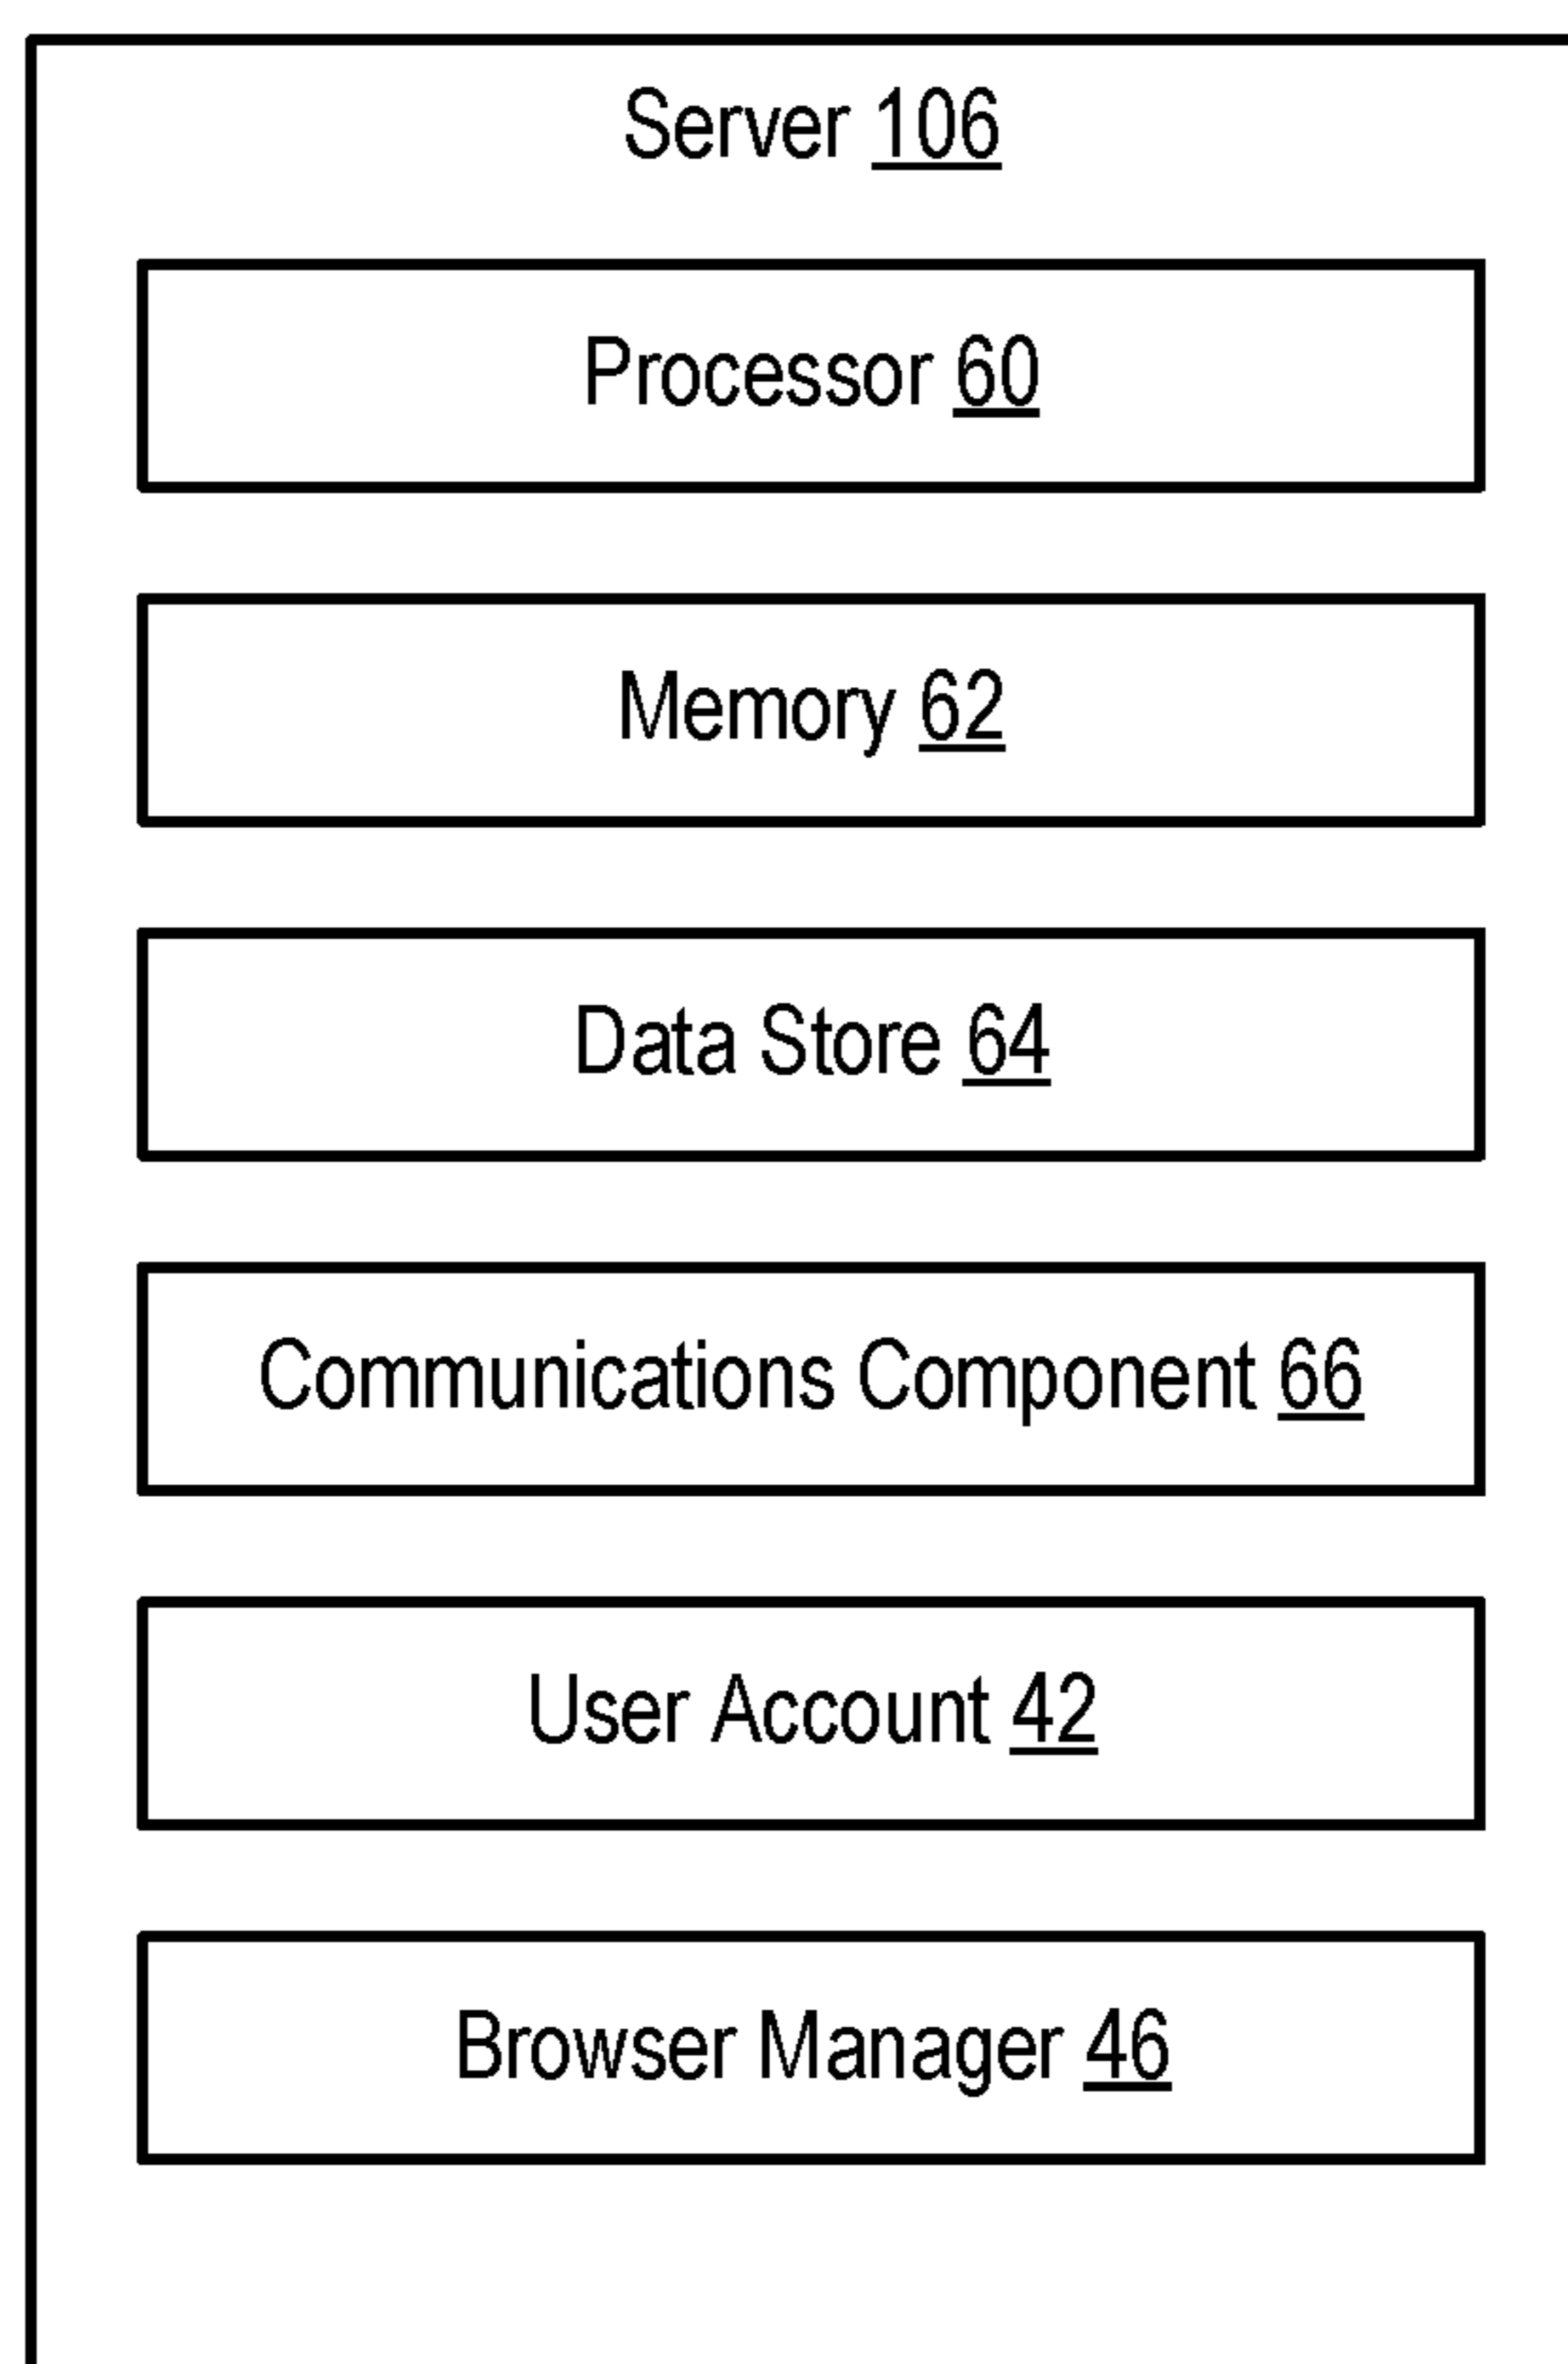 Server 106
Processor 60
Memory 62
Data Store 64
Communications Component 66
User Account 42
Browser Manager 46